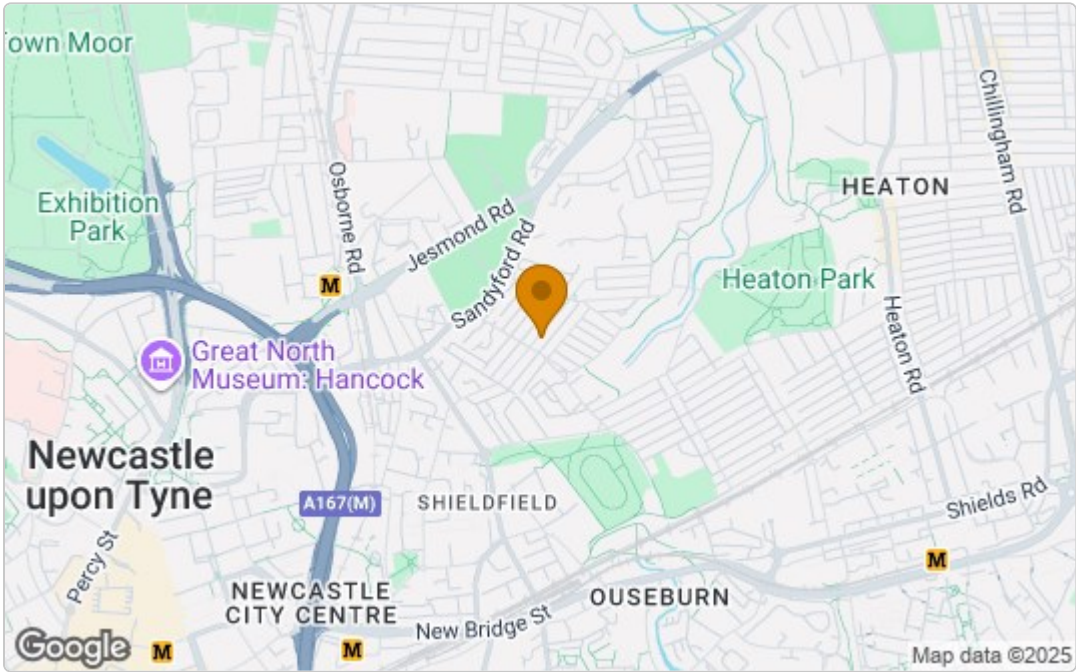 own Moor
Exhibition
Park
Osborne Rd
Jesmond Rd
Sandyford Rd
HEATON
Chillingham Rd
Heaton Park
Heaton Rd
M
Great North
Museum: Hancock
Newcastle
upon Tyne
A167(M)
SHIELDFIELD
Shields Rd
Percy St
M
NEWCASTLE
CITY CENTRE
OUSEBURN
New Bridge St
Google
M
M
Map data ©2025